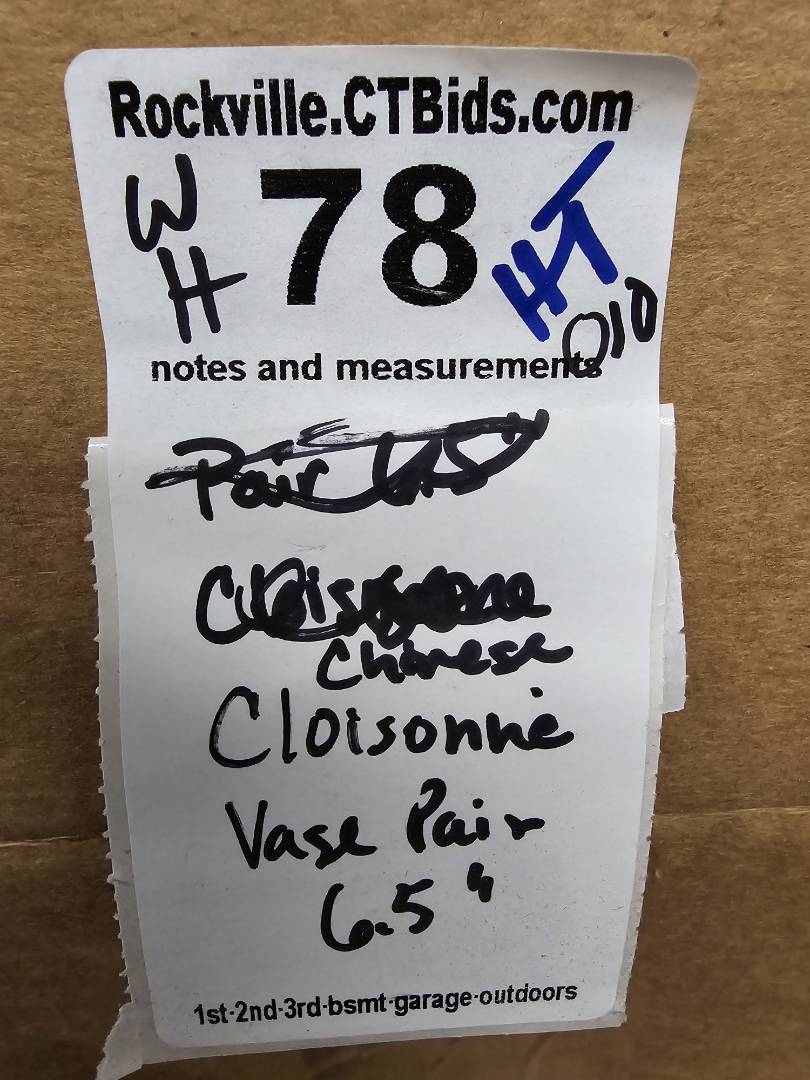 Rockville.CTBids.com
W
H
78
HT
010
notes and measurements
Pair 6.5"
Cloisonne
Chinese
Cloisonné
Vase Pair
6.5"
1st-2nd-3rd-bsmt-garage-outdoors